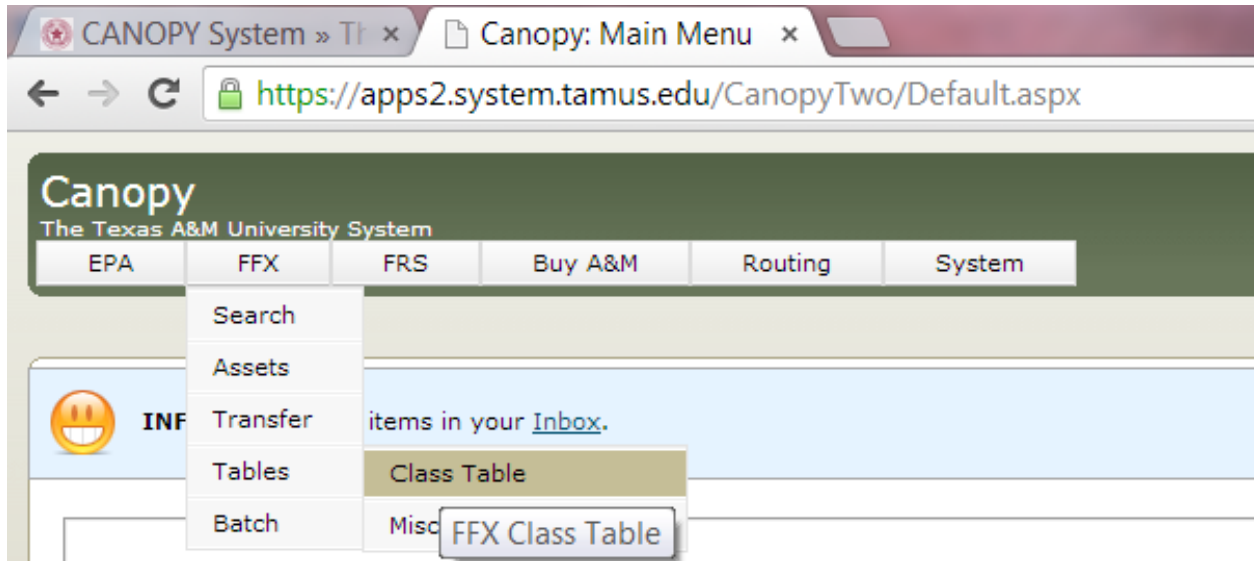 CANOPY System » Th
Canopy: Main Menu
https://apps2.system.tamus.edu/CanopyTwo/Default.aspx
Canopy
The Texas A&M University System
EPA FFX FRS Buy A&M Routing System
Search
Assets
INF Transfer items in your Inbox.
Tables Class Table
Batch Misc
FFX Class Table